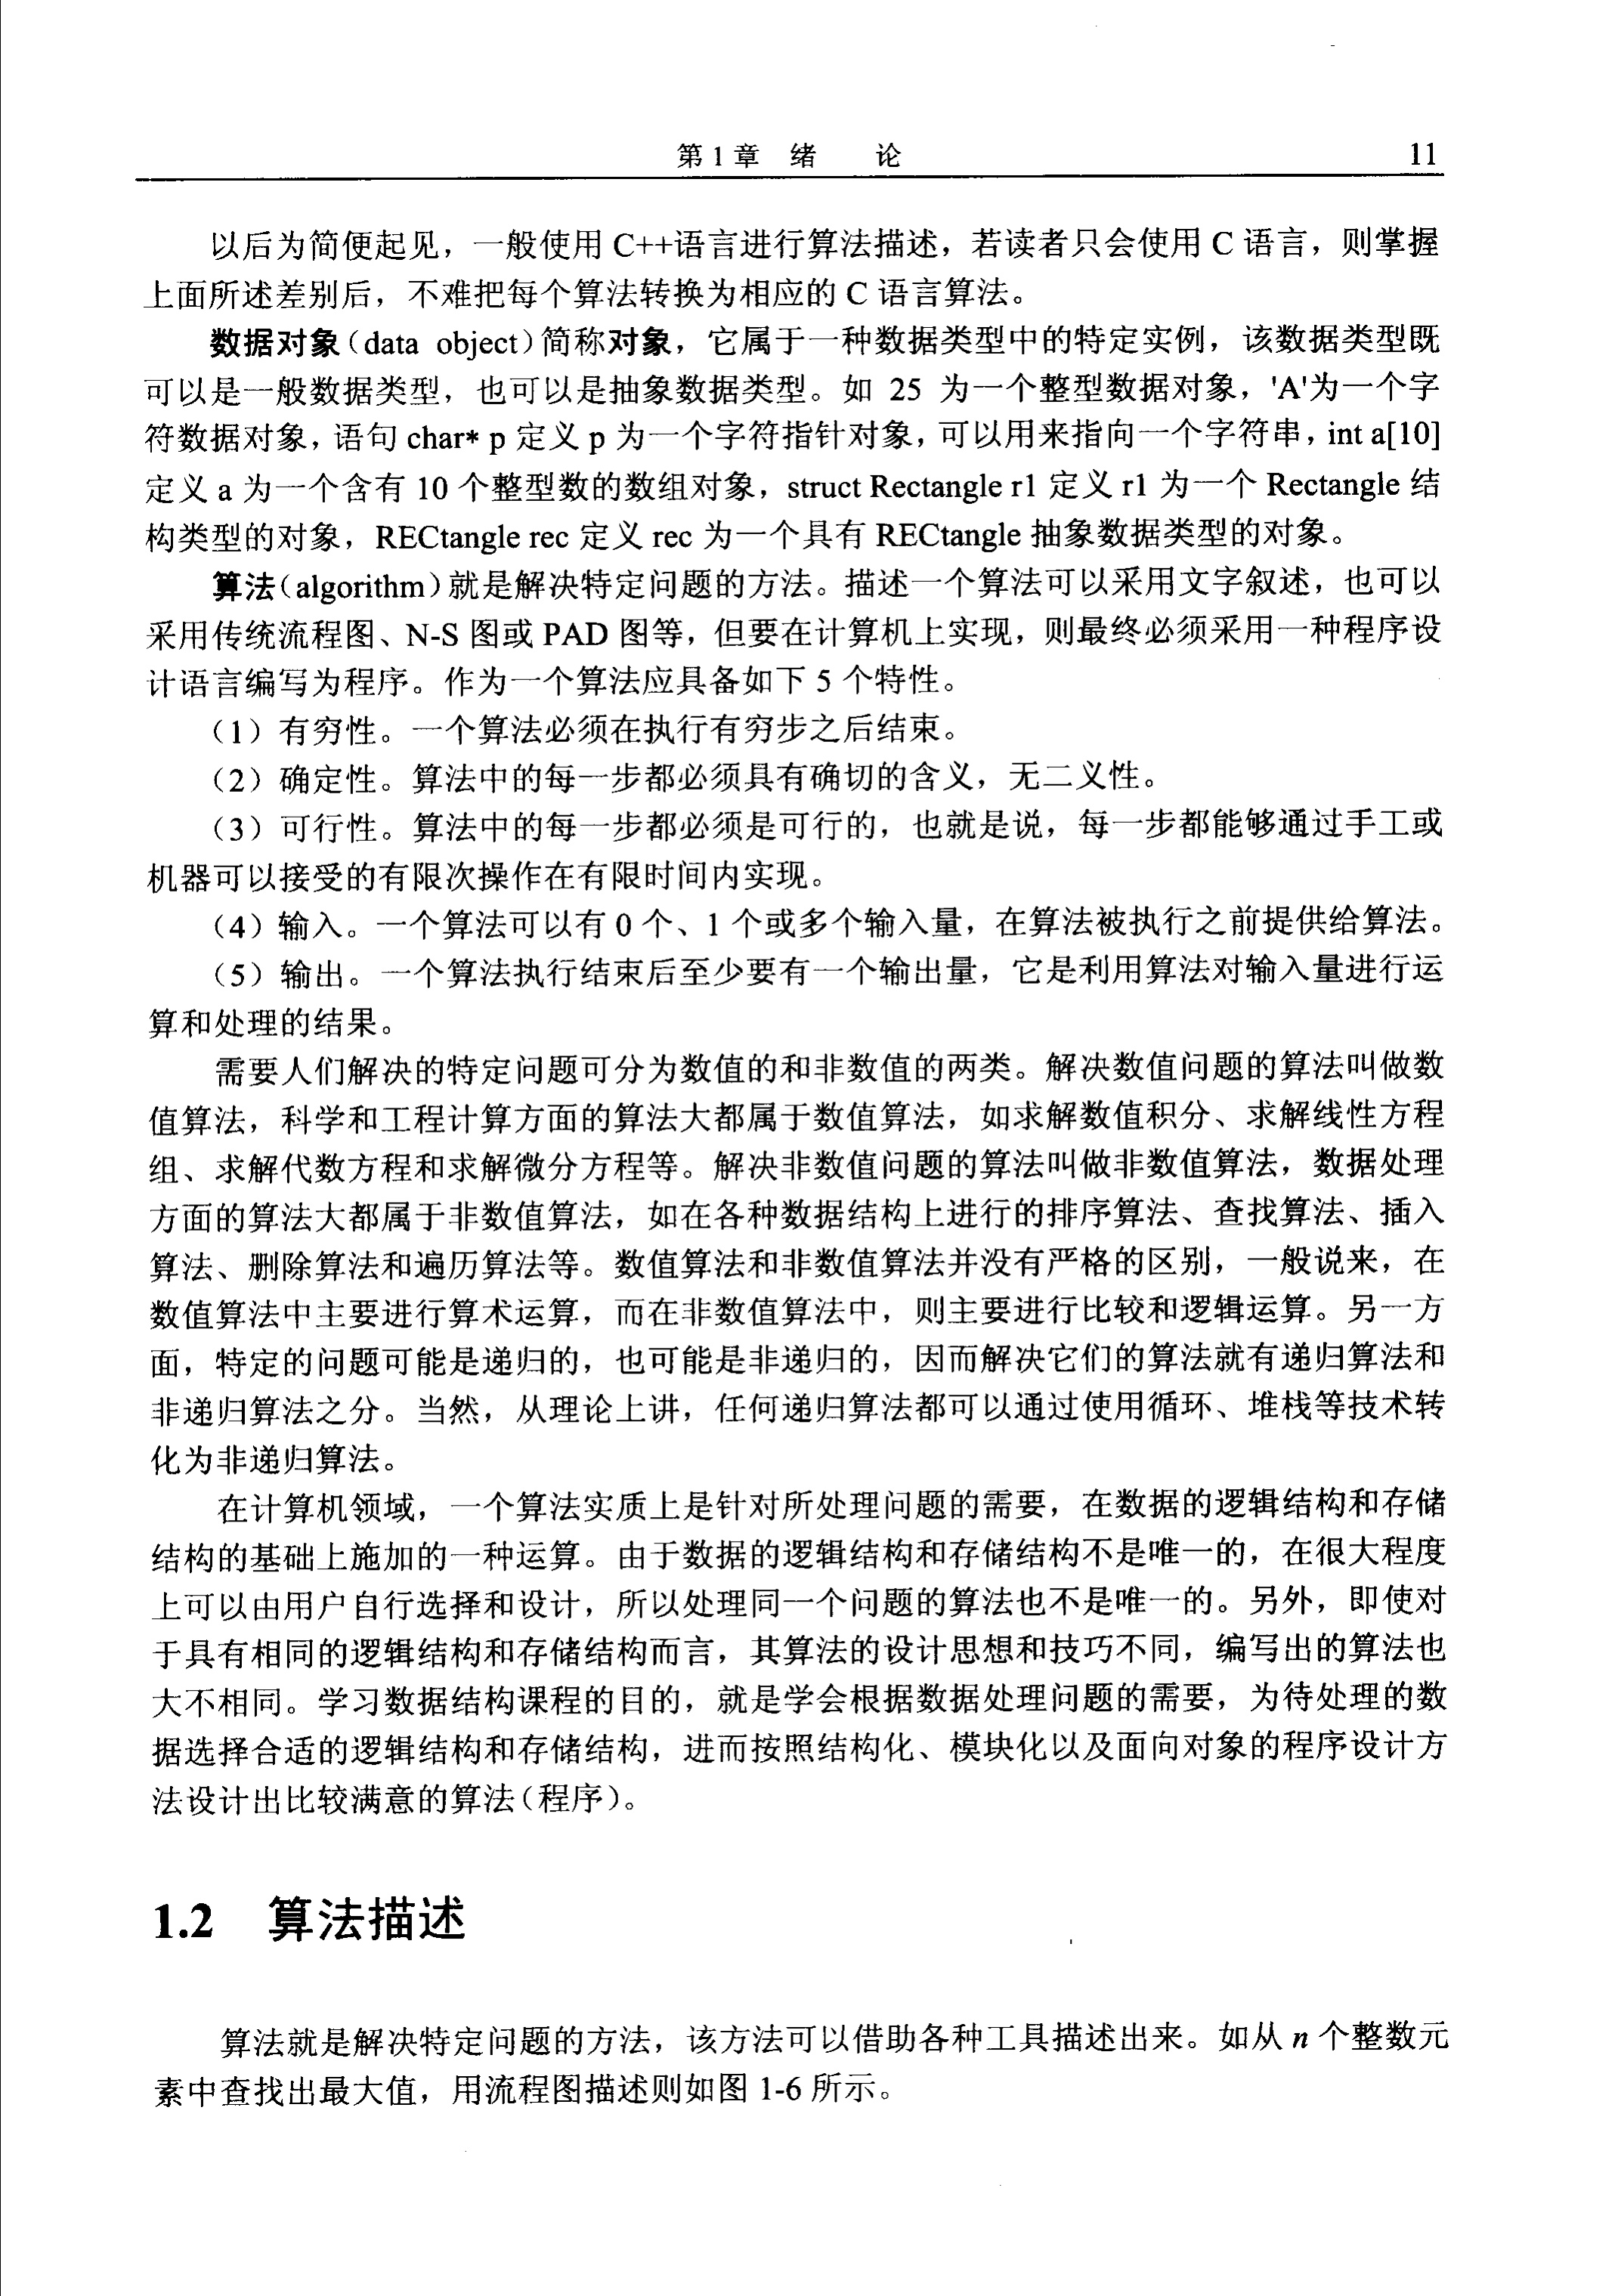 第1章 绪 论 11
以后为简便起见，一般使用 C++语言进行算法描述，若读者只会使用 C 语言，则掌握
上面所述差别后，不难把每个算法转换为相应的 C 语言算法。
数据对象(data object)简称对象，它属于一种数据类型中的特定实例，该数据类型既
可以是一般数据类型，也可以是抽象数据类型。如 25 为一个整型数据对象，'A'为一个字
符数据对象，语句 char* p 定义 p 为一个字符指针对象，可以用来指向一个字符串，int a[10]
定义 a 为一个含有 10 个整型数的数组对象，struct Rectangle r1 定义 r1 为一个 Rectangle 结
构类型的对象，RECtangle rec 定义 rec 为一个具有 RECtangle 抽象数据类型的对象。
算法(algorithm)就是解决特定问题的方法。描述一个算法可以采用文字叙述，也可以
采用传统流程图、N-S 图或 PAD 图等，但要在计算机上实现，则最终必须采用一种程序设
计语言编写为程序。作为一个算法应具备如下 5 个特性。
（1）有穷性。一个算法必须在执行有穷步之后结束。
（2）确定性。算法中的每一步都必须具有确切的含义，无二义性。
（3）可行性。算法中的每一步都必须是可行的，也就是说，每一步都能够通过手工或
机器可以接受的有限次操作在有限时间内实现。
（4）输入。一个算法可以有 0 个、1 个或多个输入量，在算法被执行之前提供给算法。
（5）输出。一个算法执行结束后至少要有一个输出量，它是利用算法对输入量进行运
算和处理的结果。
需要人们解决的特定问题可分为数值的和非数值的两类。解决数值问题的算法叫做数
值算法，科学和工程计算方面的算法大都属于数值算法，如求解数值积分、求解线性方程
组、求解代数方程和求解微分方程等。解决非数值问题的算法叫做非数值算法，数据处理
方面的算法大都属于非数值算法，如在各种数据结构上进行的排序算法、查找算法、插入
算法、删除算法和遍历算法等。数值算法和非数值算法并没有严格的区别，一般说来，在
数值算法中主要进行算术运算，而在非数值算法中，则主要进行比较和逻辑运算。另一方
面，特定的问题可能是递归的，也可能是非递归的，因而解决它们的算法就有递归算法和
非递归算法之分。当然，从理论上讲，任何递归算法都可以通过使用循环、堆栈等技术转
化为非递归算法。
在计算机领域，一个算法实质上是针对所处理问题的需要，在数据的逻辑结构和存储
结构的基础上施加的一种运算。由于数据的逻辑结构和存储结构不是唯一的，在很大程度
上可以由用户自行选择和设计，所以处理同一个问题的算法也不是唯一的。另外，即使对
于具有相同的逻辑结构和存储结构而言，其算法的设计思想和技巧不同，编写出的算法也
大不相同。学习数据结构课程的目的，就是学会根据数据处理问题的需要，为待处理的数
据选择合适的逻辑结构和存储结构，进而按照结构化、模块化以及面向对象的程序设计方
法设计出比较满意的算法(程序)。
1.2 算法描述
算法就是解决特定问题的方法，该方法可以借助各种工具描述出来。如从 n 个整数元
素中查找出最大值，用流程图描述则如图 1-6 所示。